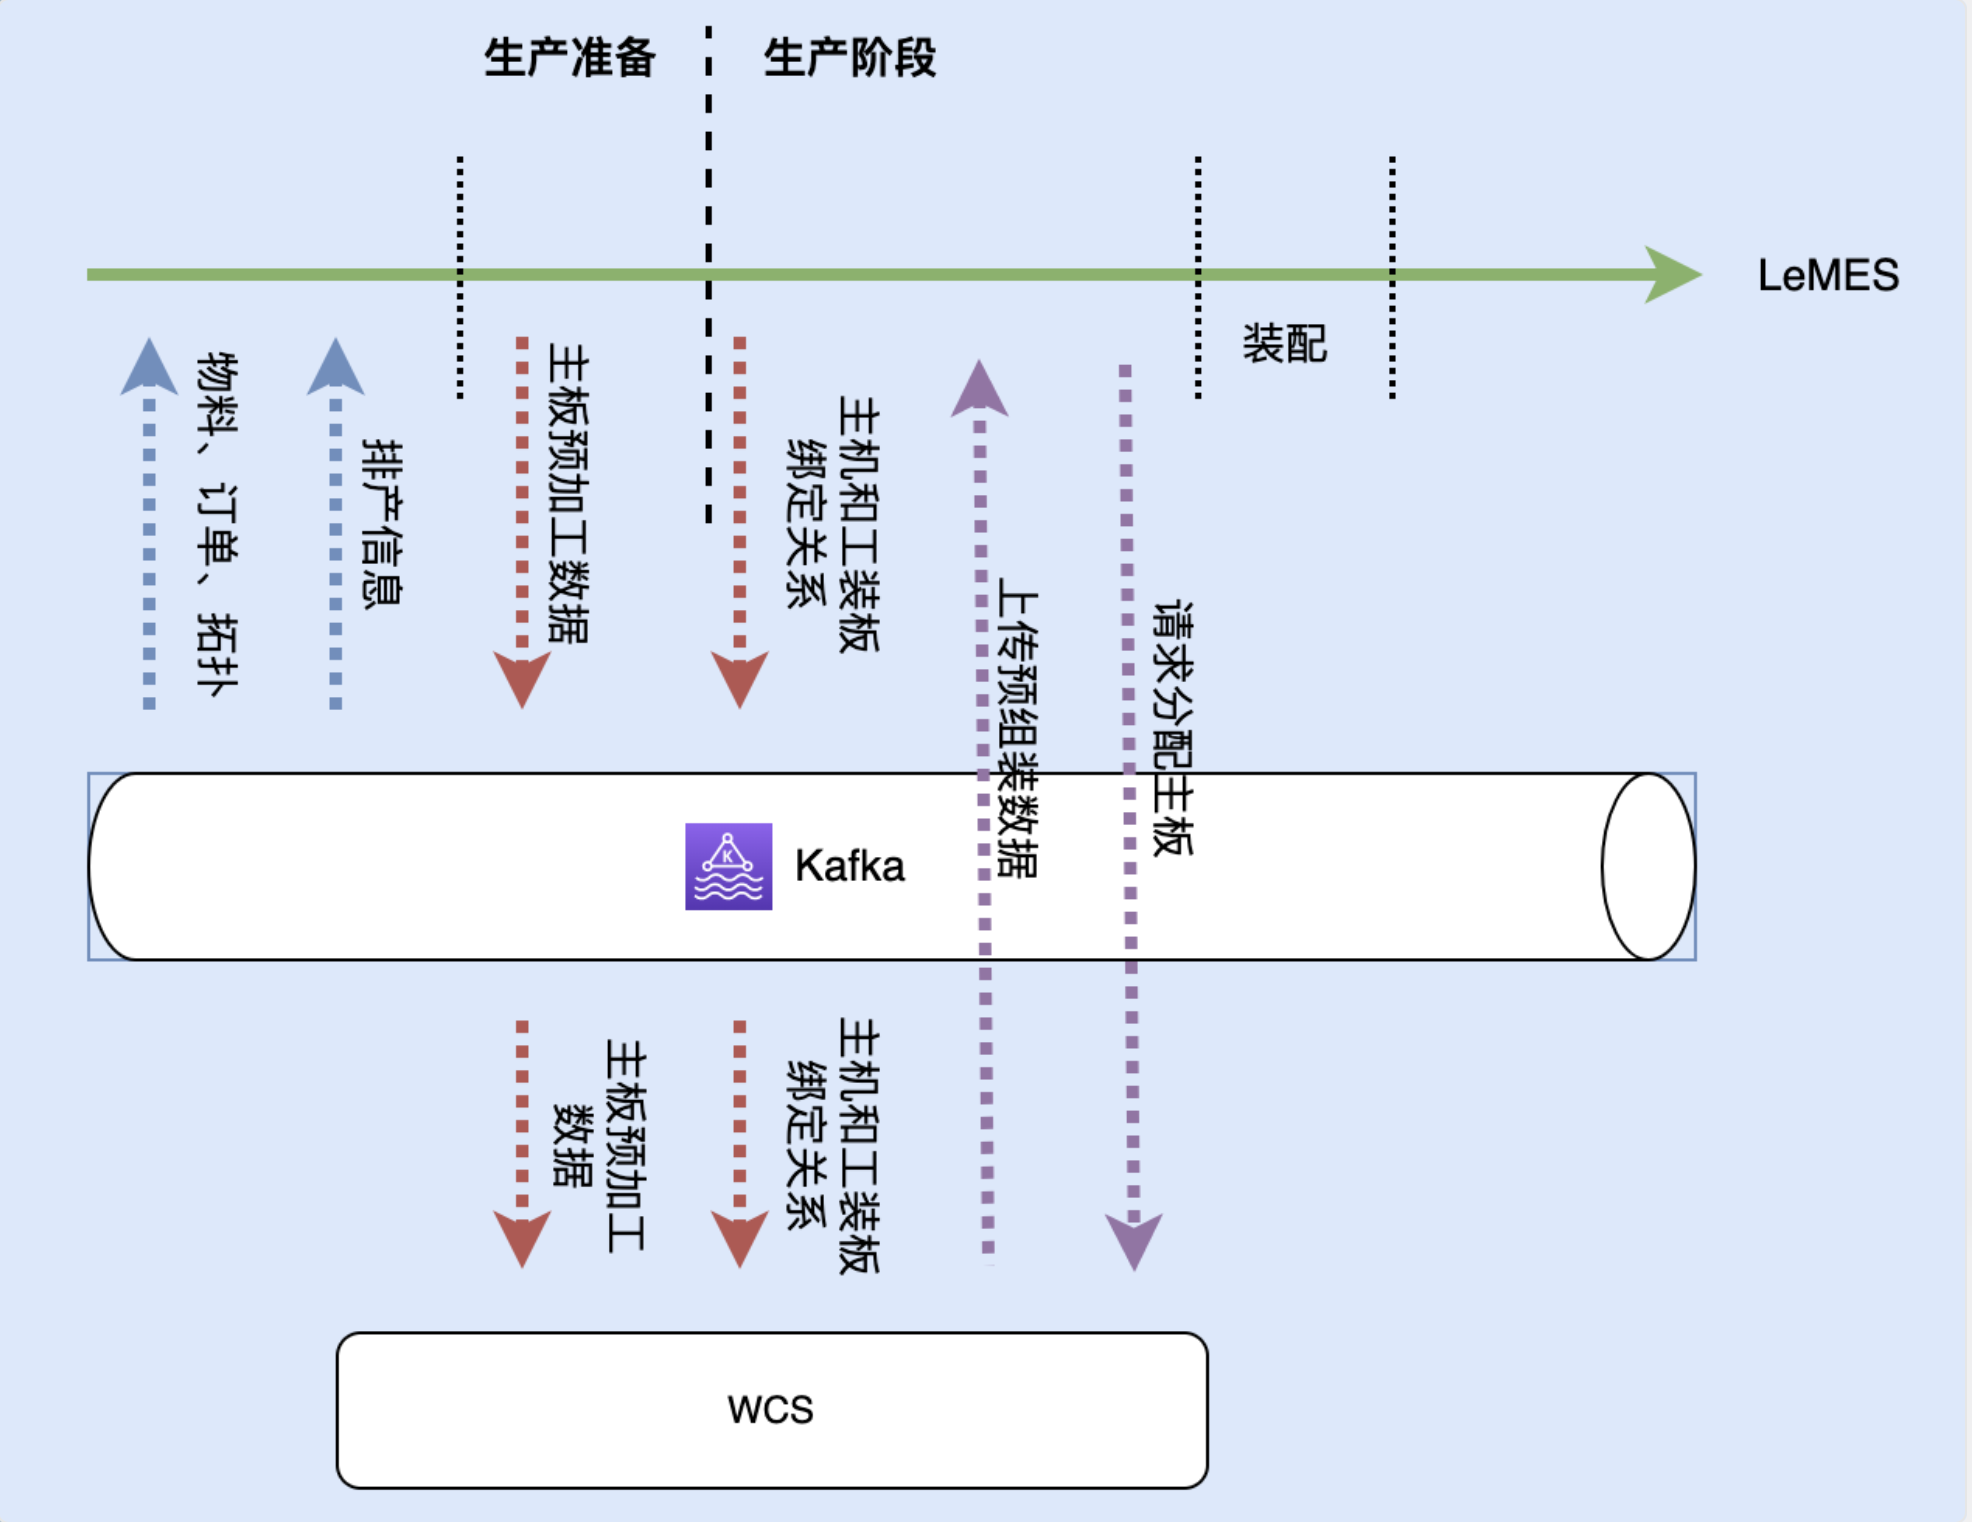 生产准备
生产阶段
LeMES
装配
物料、订单、拓扑
排产信息
主板预加工数据
主机和工装板
绑定关系
上传预组装数据
请求分配主板
K
Kafka
主板预加工
数据
主机和工装板
绑定关系
WCS